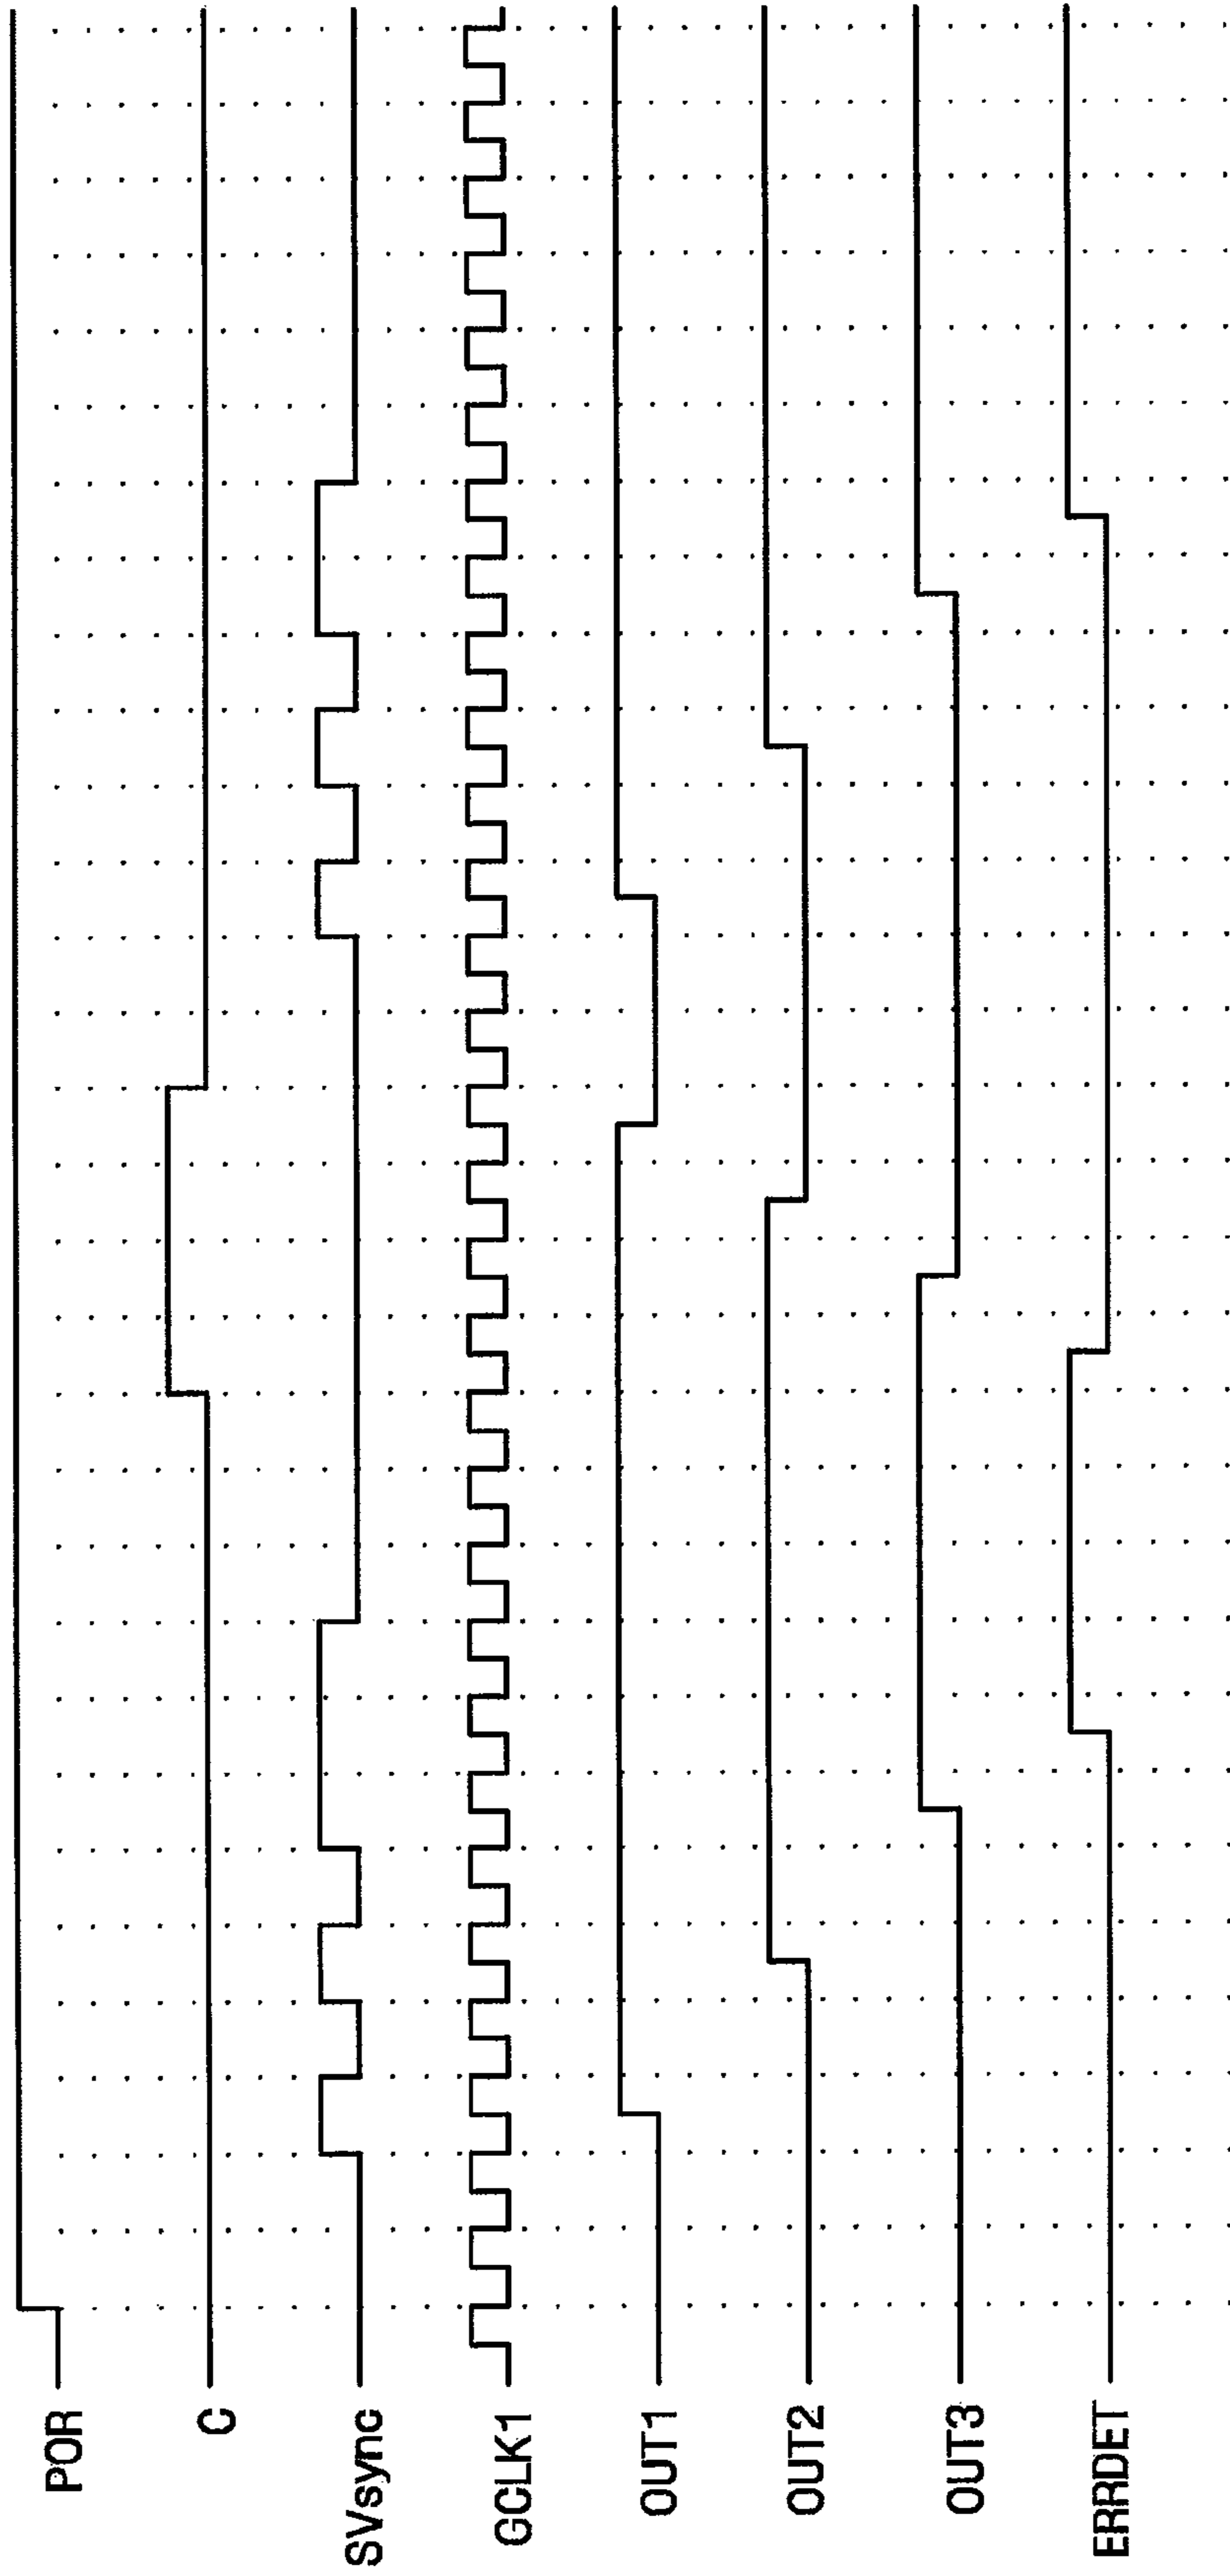 POR
C
SVsync
GCLK1
OUT1
OUT2
OUT3
ERRDET